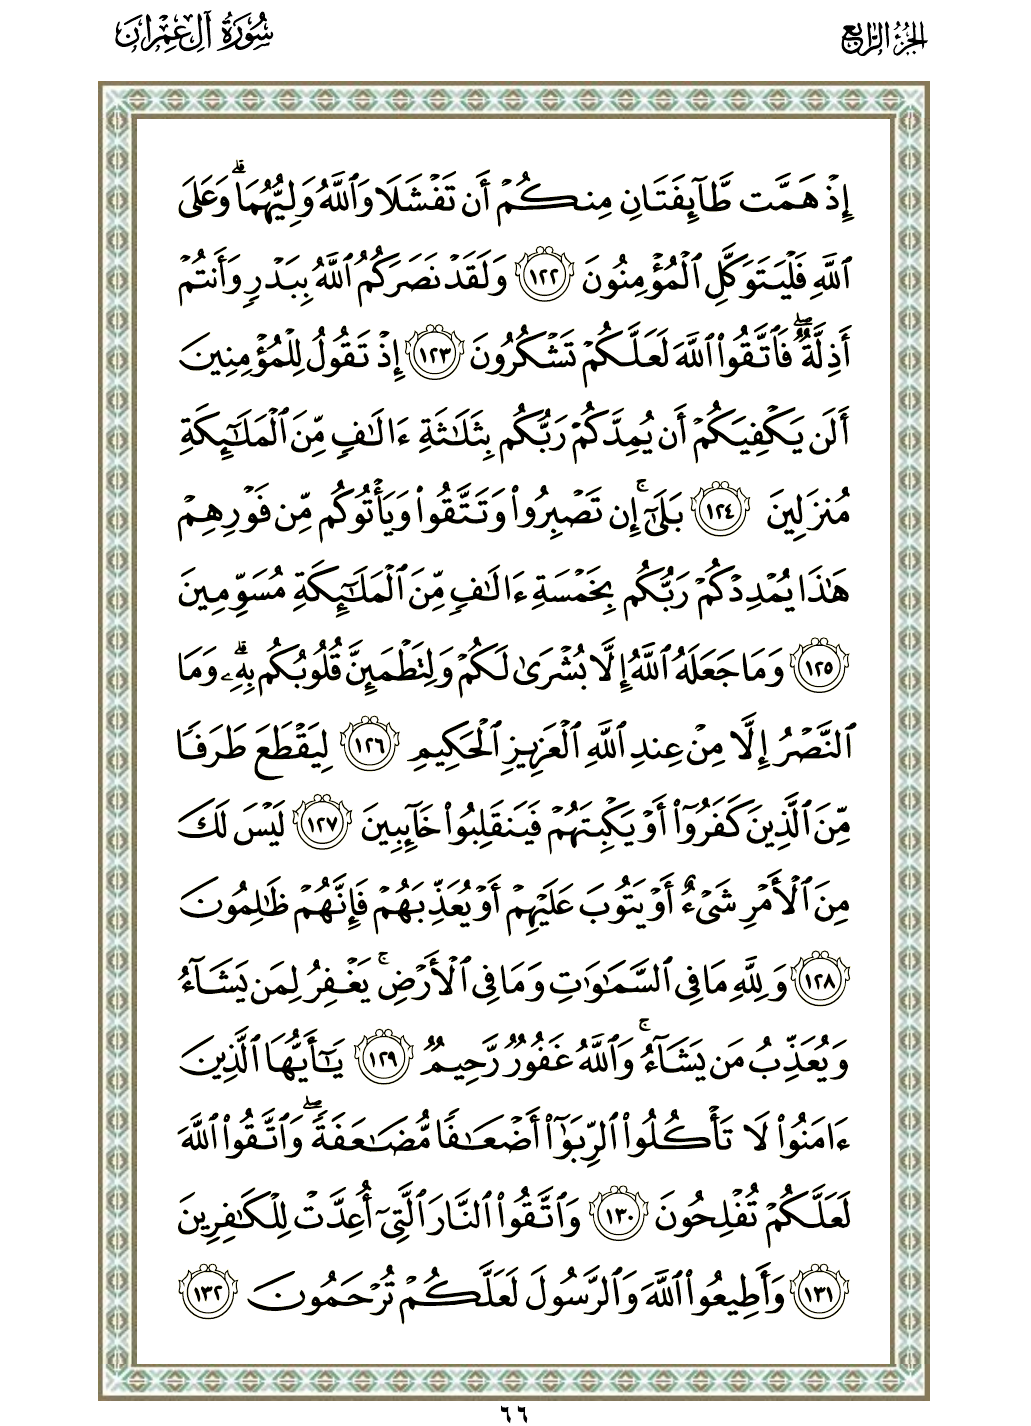 الجزء الرابع
سُورَةُ آلِ عِمْرَانَ
إِذْ هَمَّت طَّآئِفَتَانِ مِنكُمْ أَن تَفْشَلَا وَٱللَّهُ وَلِيُّهُمَا ۗ وَعَلَى
ٱللَّهِ فَلْيَتَوَكَّلِ ٱلْمُؤْمِنُونَ ١٢٢ وَلَقَدْ نَصَرَكُمُ ٱللَّهُ بِبَدْرٍ وَأَنتُمْ
أَذِلَّةٌ ۖ فَٱتَّقُوا۟ ٱللَّهَ لَعَلَّكُمْ تَشْكُرُونَ ١٢٣ إِذْ تَقُولُ لِلْمُؤْمِنِينَ
أَلَن يَكْفِيَكُمْ أَن يُمِدَّكُمْ رَبُّكُم بِثَلَـٰثَةِ ءَالَـٰفٍ مِّنَ ٱلْمَلَـٰٓئِكَةِ
مُنزَلِينَ ١٢٤ بَلَىٰٓ ۚ إِن تَصْبِرُوا۟ وَتَتَّقُوا۟ وَيَأْتُوكُم مِّن فَوْرِهِمْ
هَـٰذَا يُمْدِدْكُمْ رَبُّكُم بِخَمْسَةِ ءَالَـٰفٍ مِّنَ ٱلْمَلَـٰٓئِكَةِ مُسَوِّمِينَ
١٢٥ وَمَا جَعَلَهُ ٱللَّهُ إِلَّا بُشْرَىٰ لَكُمْ وَلِتَطْمَئِنَّ قُلُوبُكُم بِهِۦ ۗ وَمَا
ٱلنَّصْرُ إِلَّا مِنْ عِندِ ٱللَّهِ ٱلْعَزِيزِ ٱلْحَكِيمِ ١٢٦ لِيَقْطَعَ طَرَفًا
مِّنَ ٱلَّذِينَ كَفَرُوٓا۟ أَوْ يَكْبِتَهُمْ فَيَنقَلِبُوا۟ خَآئِبِينَ ١٢٧ لَيْسَ لَكَ
مِنَ ٱلْأَمْرِ شَىْءٌ أَوْ يَتُوبَ عَلَيْهِمْ أَوْ يُعَذِّبَهُمْ فَإِنَّهُمْ ظَـٰلِمُونَ
١٢٨ وَلِلَّهِ مَا فِى ٱلسَّمَـٰوَٰتِ وَمَا فِى ٱلْأَرْضِ ۚ يَغْفِرُ لِمَن يَشَآءُ
وَيُعَذِّبُ مَن يَشَآءُ ۚ وَٱللَّهُ غَفُورٌ رَّحِيمٌ ١٢٩ يَـٰٓأَيُّهَا ٱلَّذِينَ
ءَامَنُوا۟ لَا تَأْكُلُوا۟ ٱلرِّبَوٰٓا۟ أَضْعَـٰفًا مُّضَـٰعَفَةً ۖ وَٱتَّقُوا۟ ٱللَّهَ
لَعَلَّكُمْ تُفْلِحُونَ ١٣٠ وَٱتَّقُوا۟ ٱلنَّارَ ٱلَّتِىٓ أُعِدَّتْ لِلْكَـٰفِرِينَ
١٣١ وَأَطِيعُوا۟ ٱللَّهَ وَٱلرَّسُولَ لَعَلَّكُمْ تُرْحَمُونَ ١٣٢
٦٦